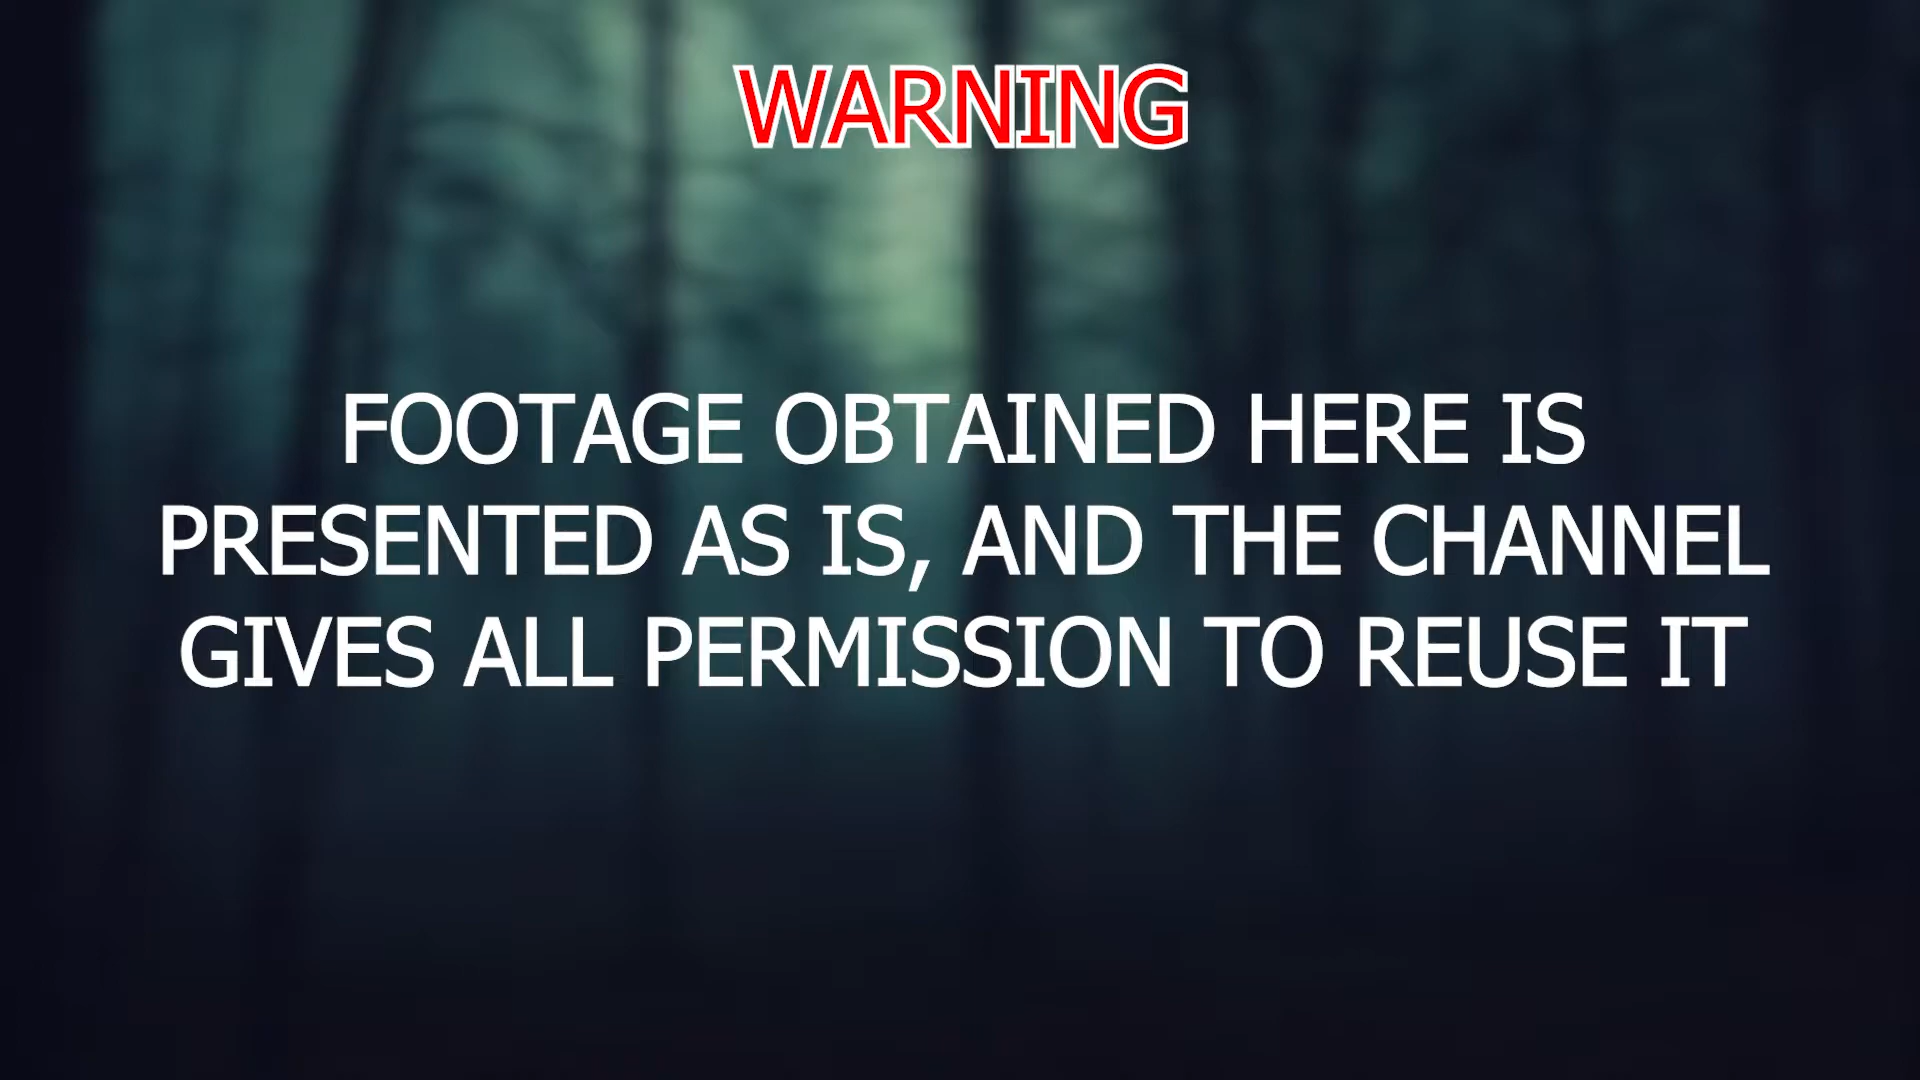 WARNING
FOOTAGE OBTAINED HERE IS
PRESENTED AS IS, AND THE CHANNEL
GIVES ALL PERMISSION TO REUSE IT